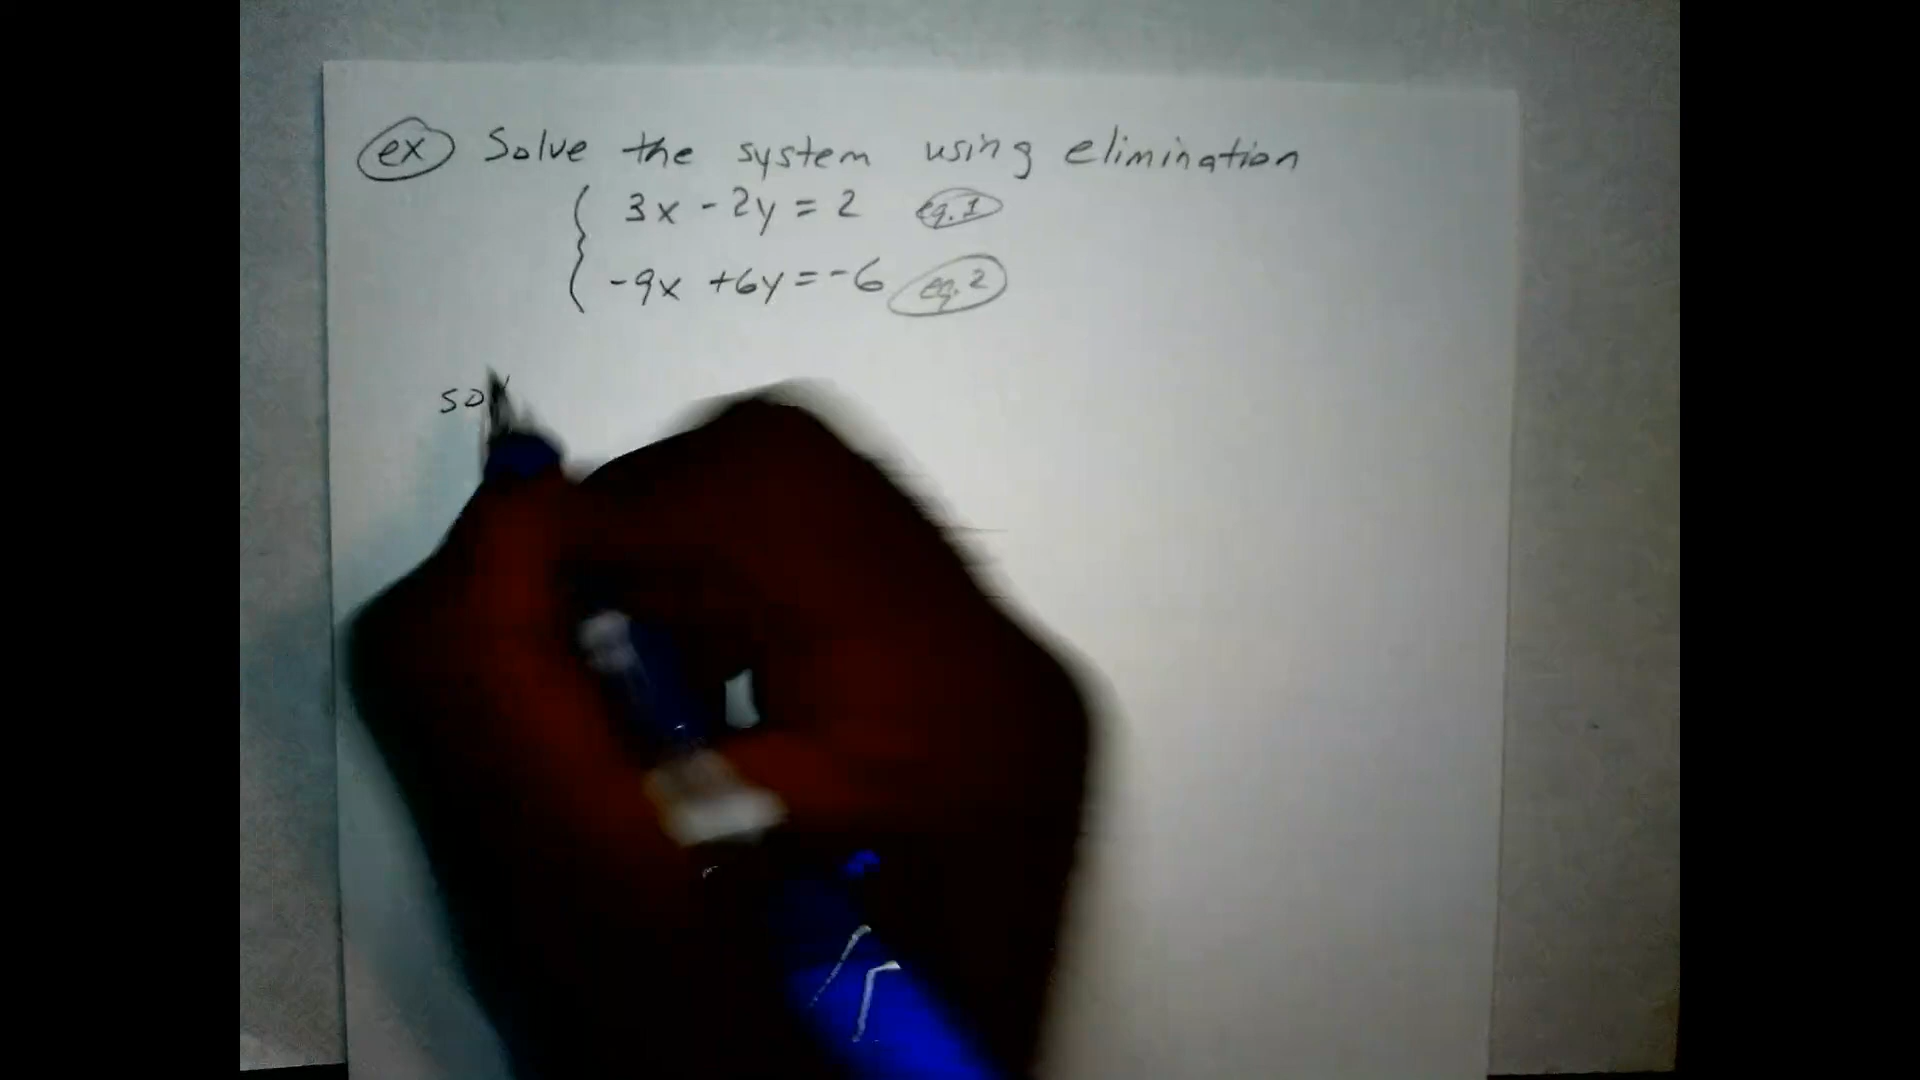 ex Solve the system using elimination
3x - 2y = 2 eq. 1
-9x + 6y = -6 eq. 2